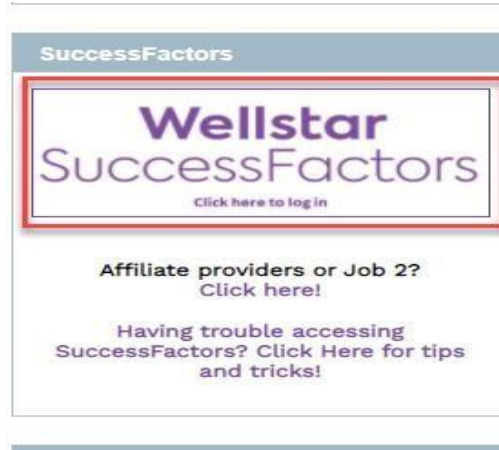 SuccessFactors
Wellstar
SuccessFactors
Click here to log in
Affiliate providers or Job 2?
Click here!
Having trouble accessing
SuccessFactors? Click Here for tips
and tricks!